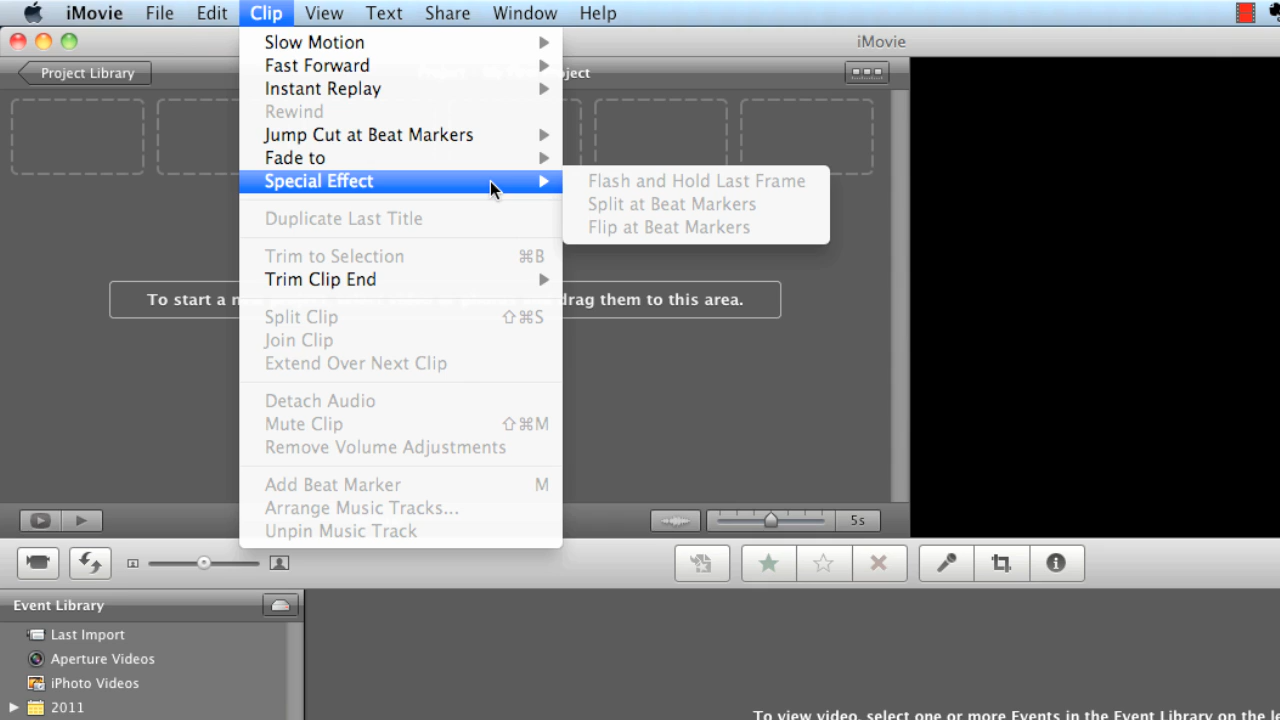 iMovie File Edit Clip View Text Share Window Help
iMovie
Project Library
Slow Motion
Fast Forward
Instant Replay
Rewind
Jump Cut at Beat Markers
Fade to
Special Effect
Flash and Hold Last Frame
Split at Beat Markers
Flip at Beat Markers
Duplicate Last Title
Trim to Selection ⌘B
Trim Clip End
To start a drag them to this area.
Split Clip ⇧⌘S
Join Clip
Extend Over Next Clip
Detach Audio
Mute Clip ⇧⌘M
Remove Volume Adjustments
Add Beat Marker M
Arrange Music Tracks...
Unpin Music Track
5s
Event Library
Last Import
Aperture Videos
iPhoto Videos
2011
To view video, select one or more Events in the Event Library on the